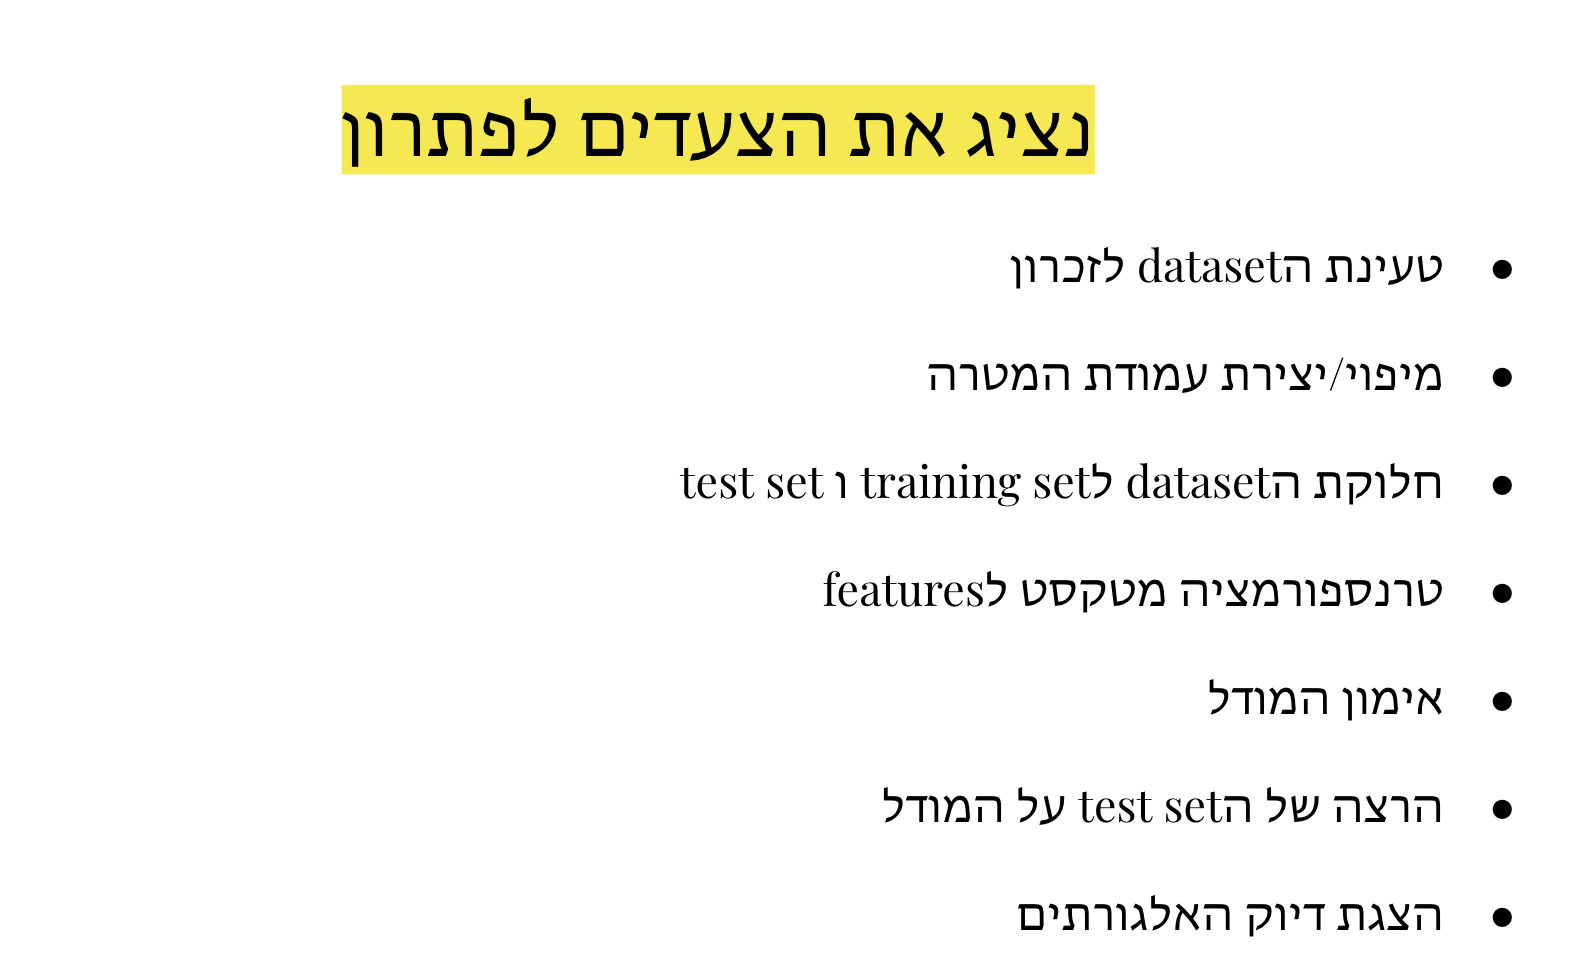 נציג את הצעדים לפתרון
● טעינת הdataset לזכרון
● מיפוי/יצירת עמודת המטרה
● חלוקת הdataset לtraining set ו test set
● טרנספורמציה מטקסט לfeatures
● אימון המודל
● הרצה של הtest set על המודל
● הצגת דיוק האלגורתים